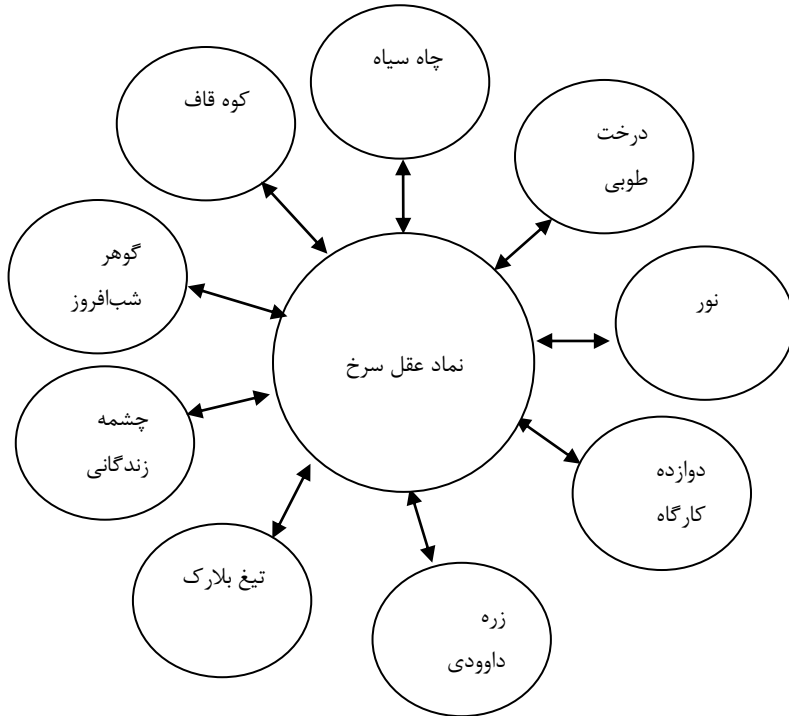 چاه سیاه
کوه قاف
درخت
طوبی
گوهر
شب‌افروز
نور
نماد عقل سرخ
چشمه
زندگانی
دوازده
کارگاه
تیغ بلارک
زره
داوودی